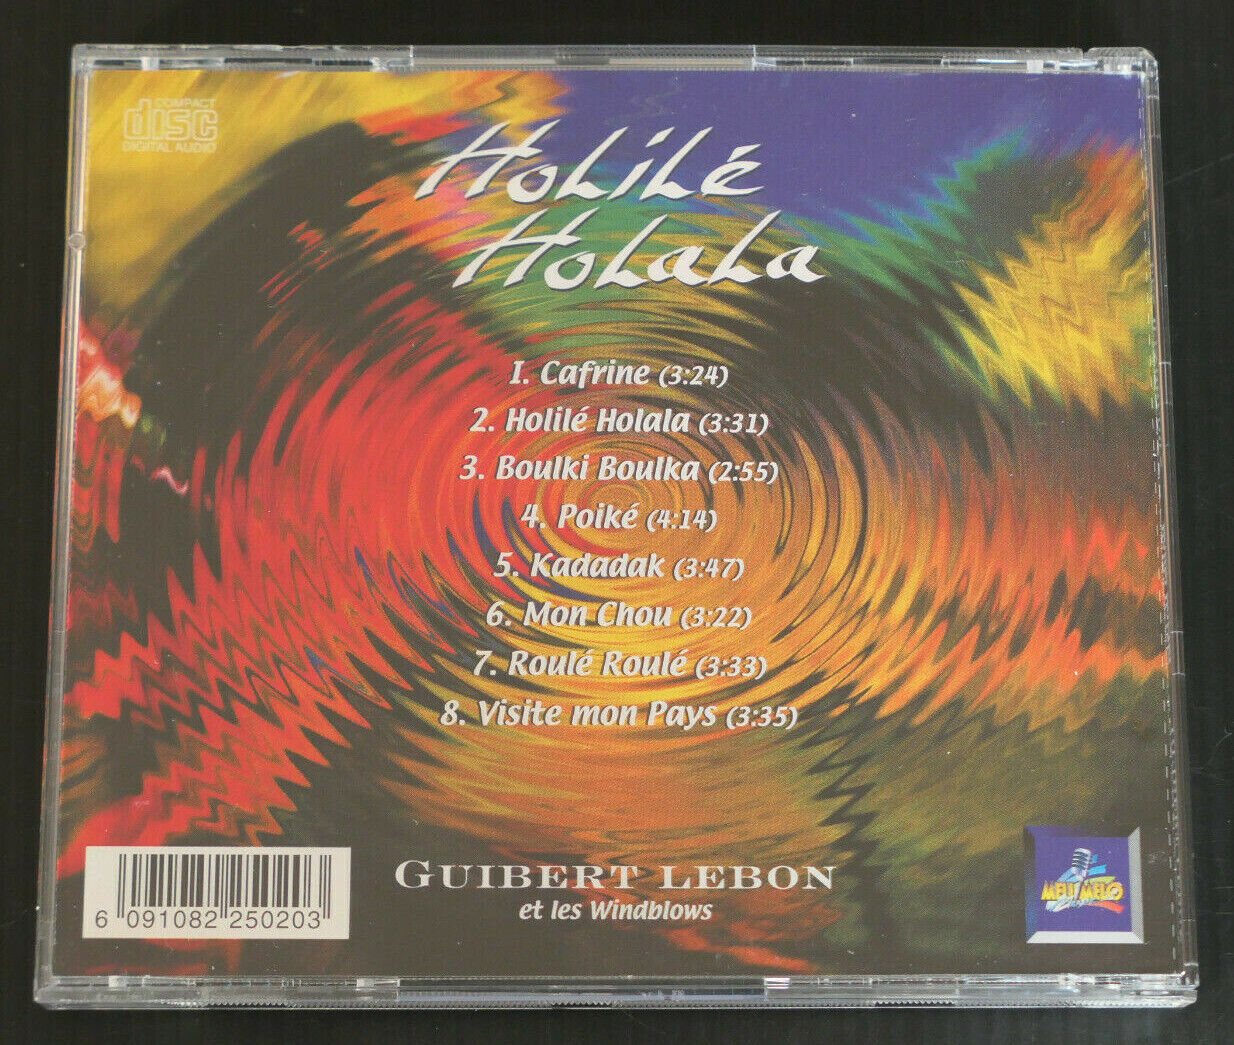 COMPACT
disc
DIGITAL AUDIO
Holilé
Holala
1. Cafrine (3:24)
2. Holilé Holala (3:31)
3. Boulki Boulka (2:55)
4. Poiké (4:14)
5. Kadadak (3:47)
6. Mon Chou (3:22)
7. Roulé Roulé (3:33)
8. Visite mon Pays (3:35)
GUIBERT LEBON
et les Windblows
6 091082 250203
MELI MELO